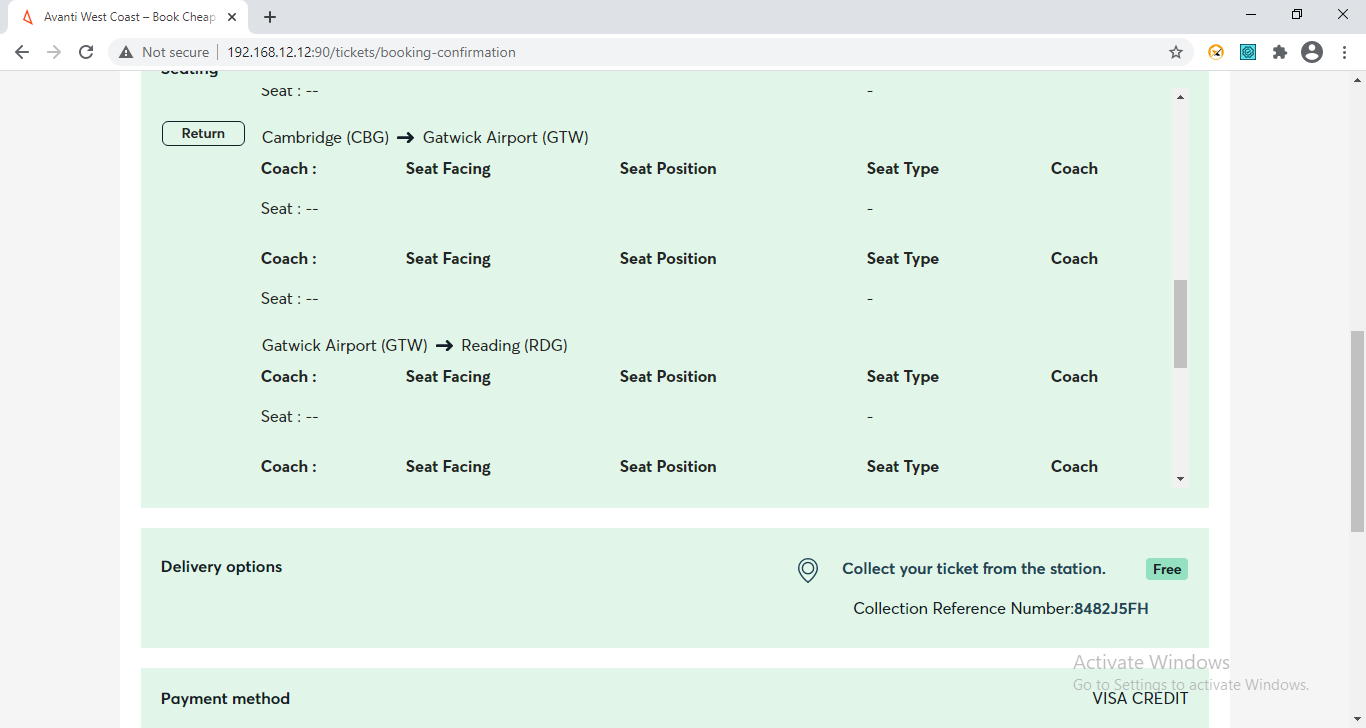 Avanti West Coast – Book Cheap
Not secure 192.168.12.12:90/tickets/booking-confirmation
Seating
Seat : -- -
Return Cambridge (CBG) → Gatwick Airport (GTW)
Coach : Seat Facing Seat Position Seat Type Coach
Seat : -- -
Coach : Seat Facing Seat Position Seat Type Coach
Seat : -- -
Gatwick Airport (GTW) → Reading (RDG)
Coach : Seat Facing Seat Position Seat Type Coach
Seat : -- -
Coach : Seat Facing Seat Position Seat Type Coach
Delivery options Collect your ticket from the station. Free
Collection Reference Number:8482J5FH
Activate Windows
Go to Settings to activate Windows.
Payment method VISA CREDIT